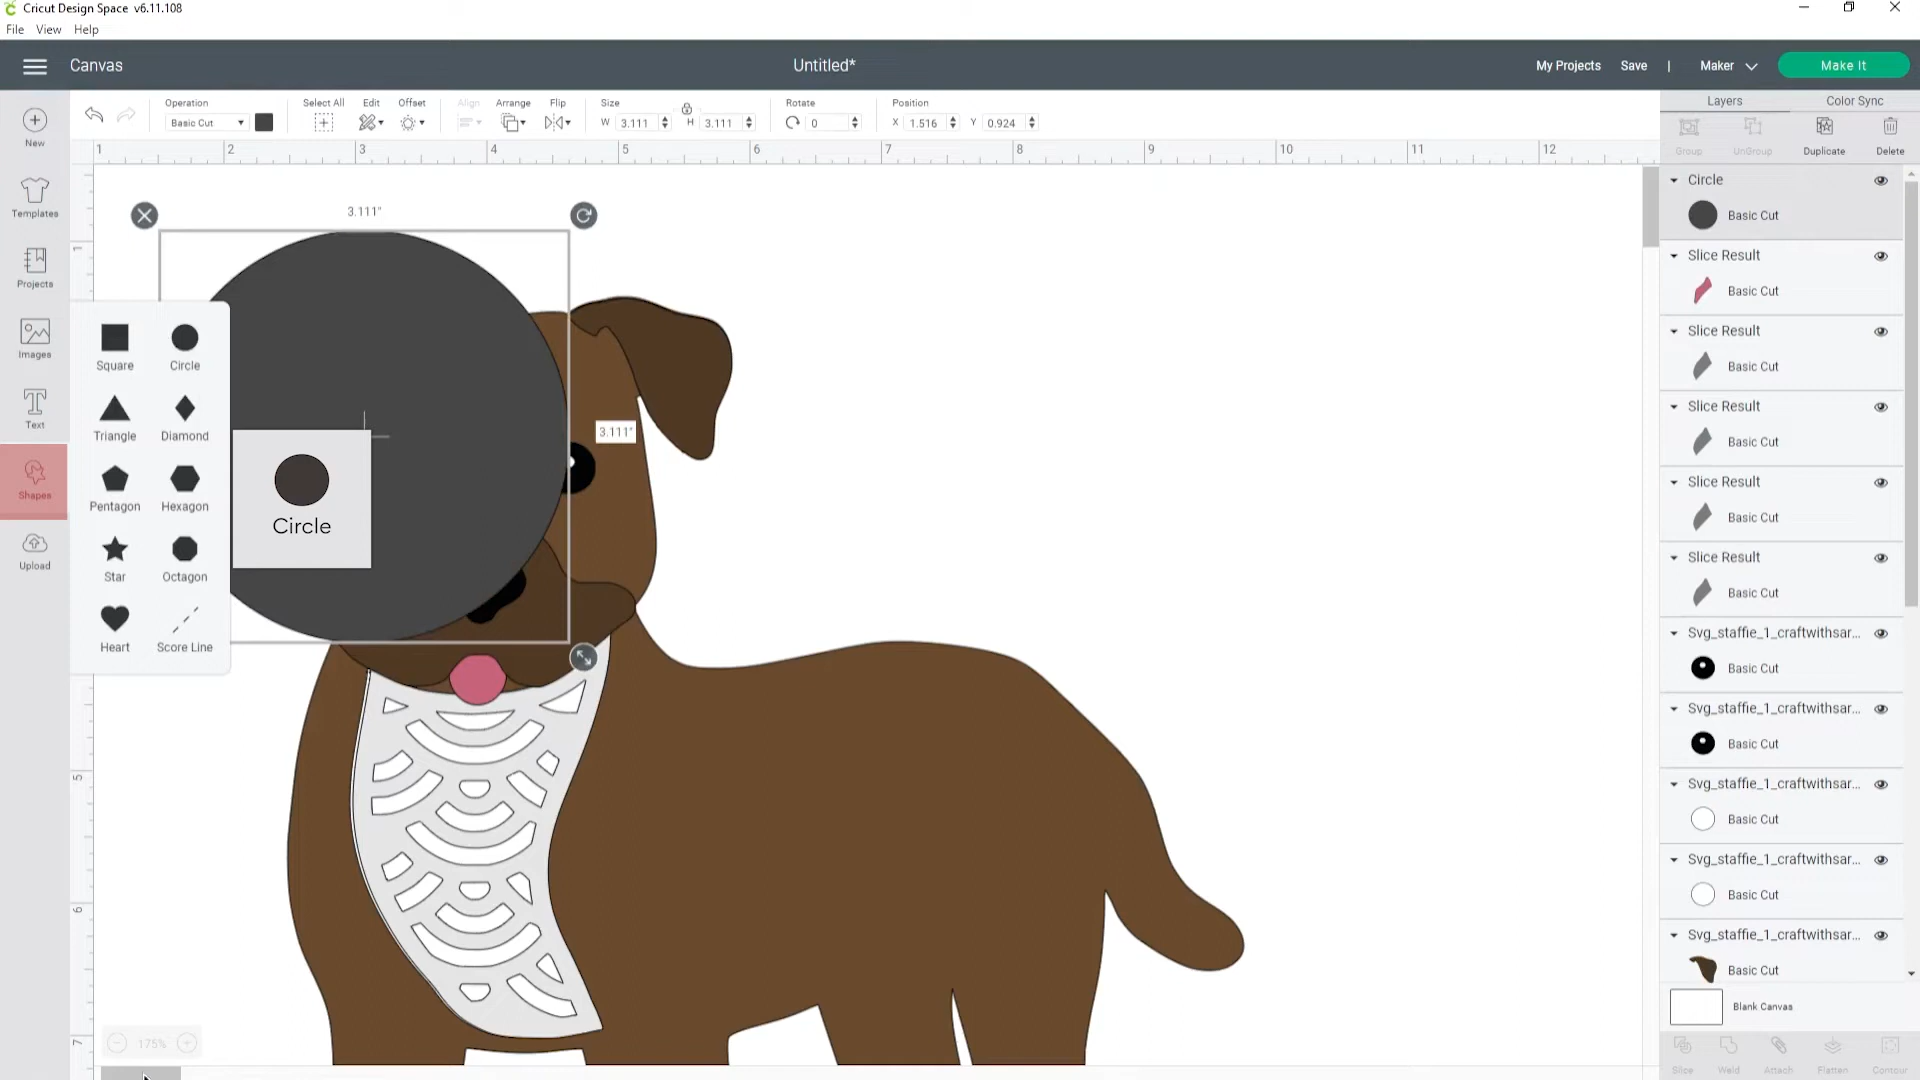 Cricut Design Space v6.11.108
File View Help
Canvas
Untitled*
My Projects Save | Maker Make It
New
Templates
Projects
Images
Text
Shapes
Upload
Operation
Basic Cut
Select All
Edit
Offset
Align
Arrange
Flip
Size
W 3.111
H 3.111
Rotate
0
Position
X 1.516
Y 0.924
1 2 3 4 5 6 7 8 9 10 11 12
1
5
6
7
3.111"
3.111"
Square Circle
Triangle Diamond
Pentagon Hexagon
Star Octagon
Heart Score Line
Circle
175%
Layers Color Sync
Group UnGroup Duplicate Delete
Circle
Basic Cut
Slice Result
Basic Cut
Slice Result
Basic Cut
Slice Result
Basic Cut
Slice Result
Basic Cut
Slice Result
Basic Cut
Svg_staffie_1_craftwithsar...
Basic Cut
Svg_staffie_1_craftwithsar...
Basic Cut
Svg_staffie_1_craftwithsar...
Basic Cut
Svg_staffie_1_craftwithsar...
Basic Cut
Svg_staffie_1_craftwithsar...
Basic Cut
Blank Canvas
Slice Weld Attach Flatten Contour